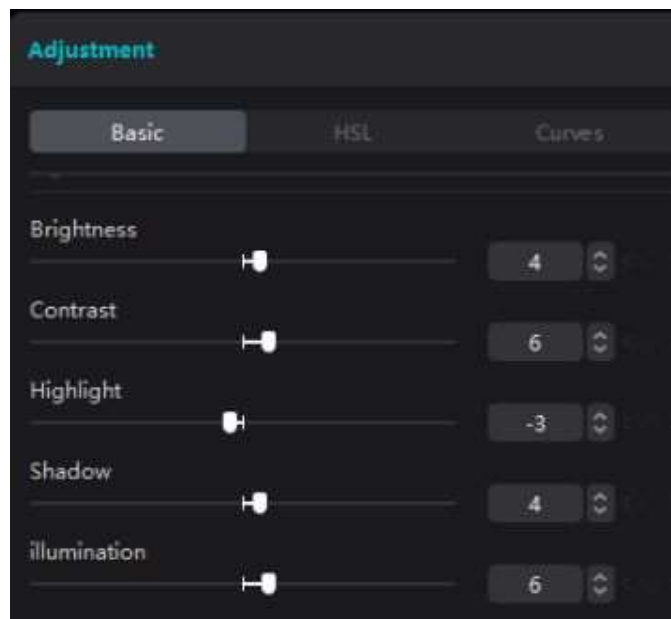 Adjustment
Basic HSL Curves
Brightness
4
Contrast
6
Highlight
-3
Shadow
4
illumination
6